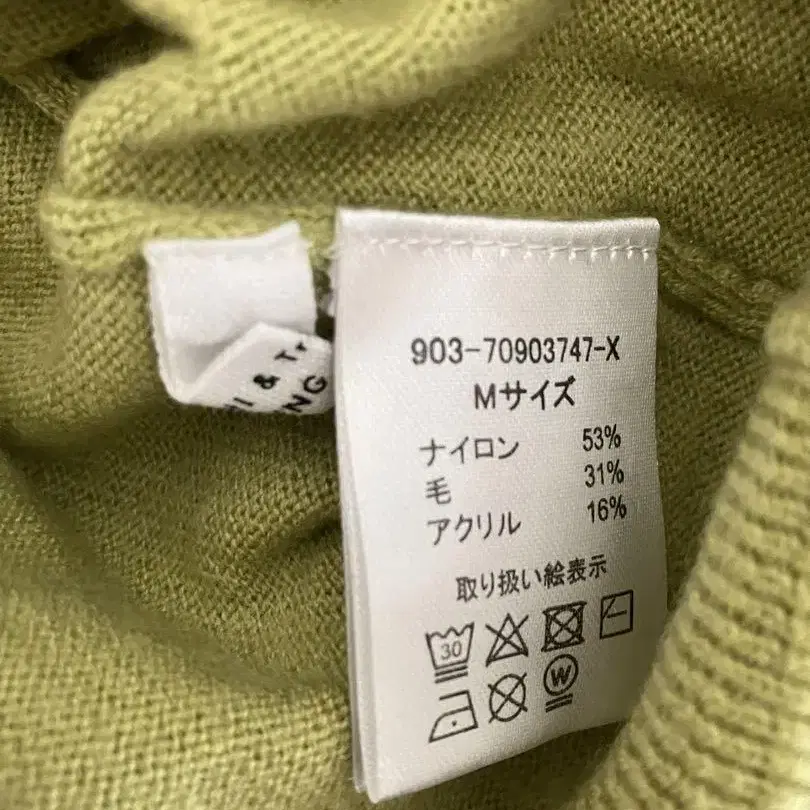 903-70903747-X
Mサイズ
ナイロン 53%
毛 31%
アクリル 16%
取り扱い絵表示
30
W